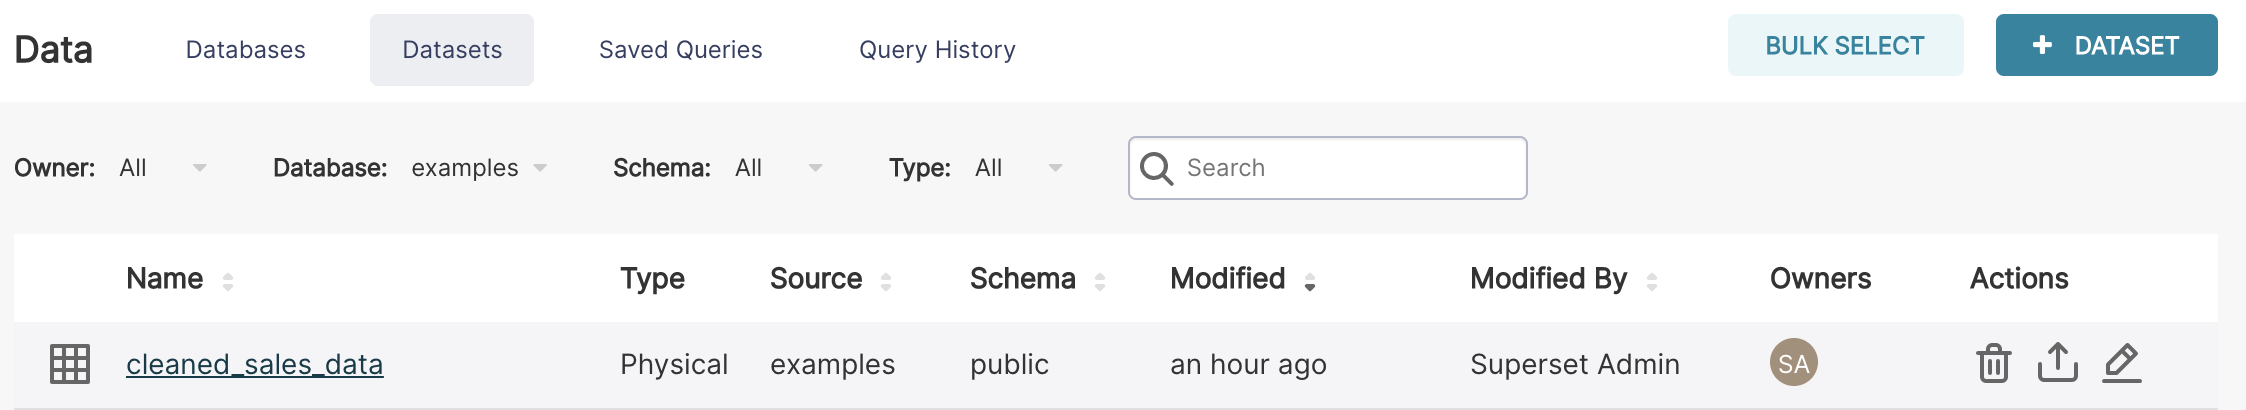 Data Databases Datasets Saved Queries Query History BULK SELECT + DATASET
Owner: All Database: examples Schema: All Type: All Search
Name Type Source Schema Modified Modified By Owners Actions
cleaned_sales_data Physical examples public an hour ago Superset Admin SA